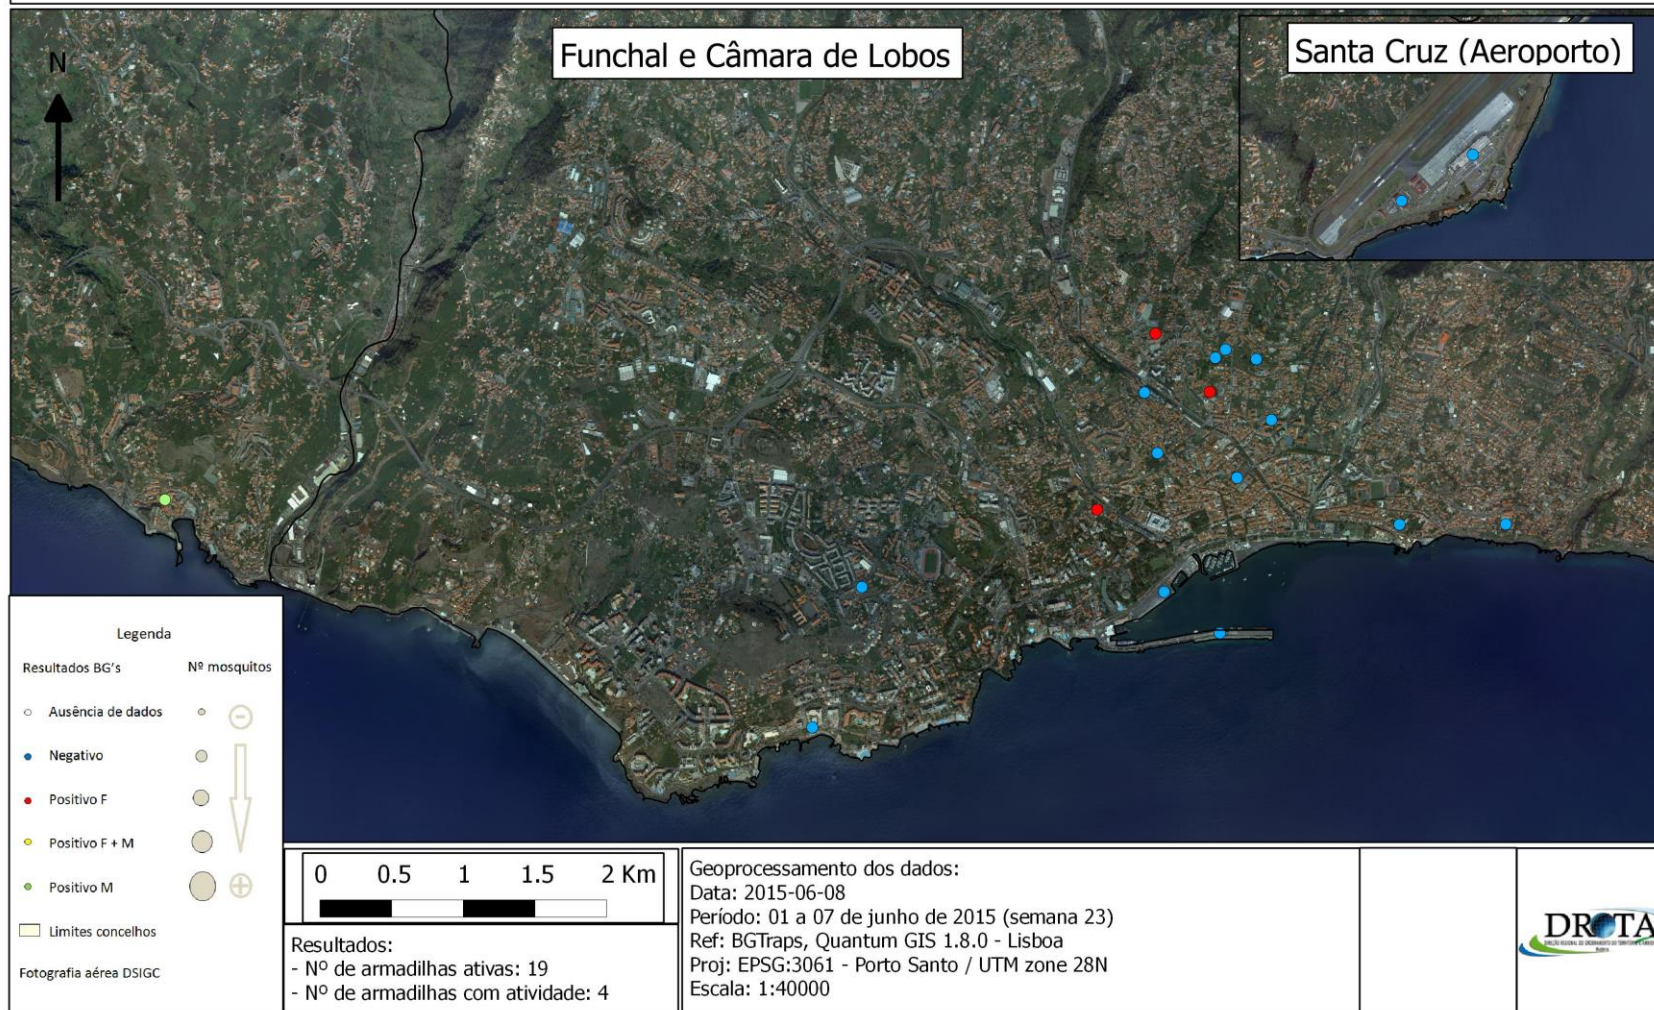 Funchal e Câmara de Lobos
Santa Cruz (Aeroporto)
N
Legenda
Resultados BG's
Nº mosquitos
Ausência de dados
Negativo
Positivo F
Positivo F + M
Positivo M
Limites concelhos
Fotografia aérea DSIGC
0 0.5 1 1.5 2 Km
Resultados:
- Nº de armadilhas ativas: 19
- Nº de armadilhas com atividade: 4
Geoprocessamento dos dados:
Data: 2015-06-08
Período: 01 a 07 de junho de 2015 (semana 23)
Ref: BGTraps, Quantum GIS 1.8.0 - Lisboa
Proj: EPSG:3061 - Porto Santo / UTM zone 28N
Escala: 1:40000
DROTA